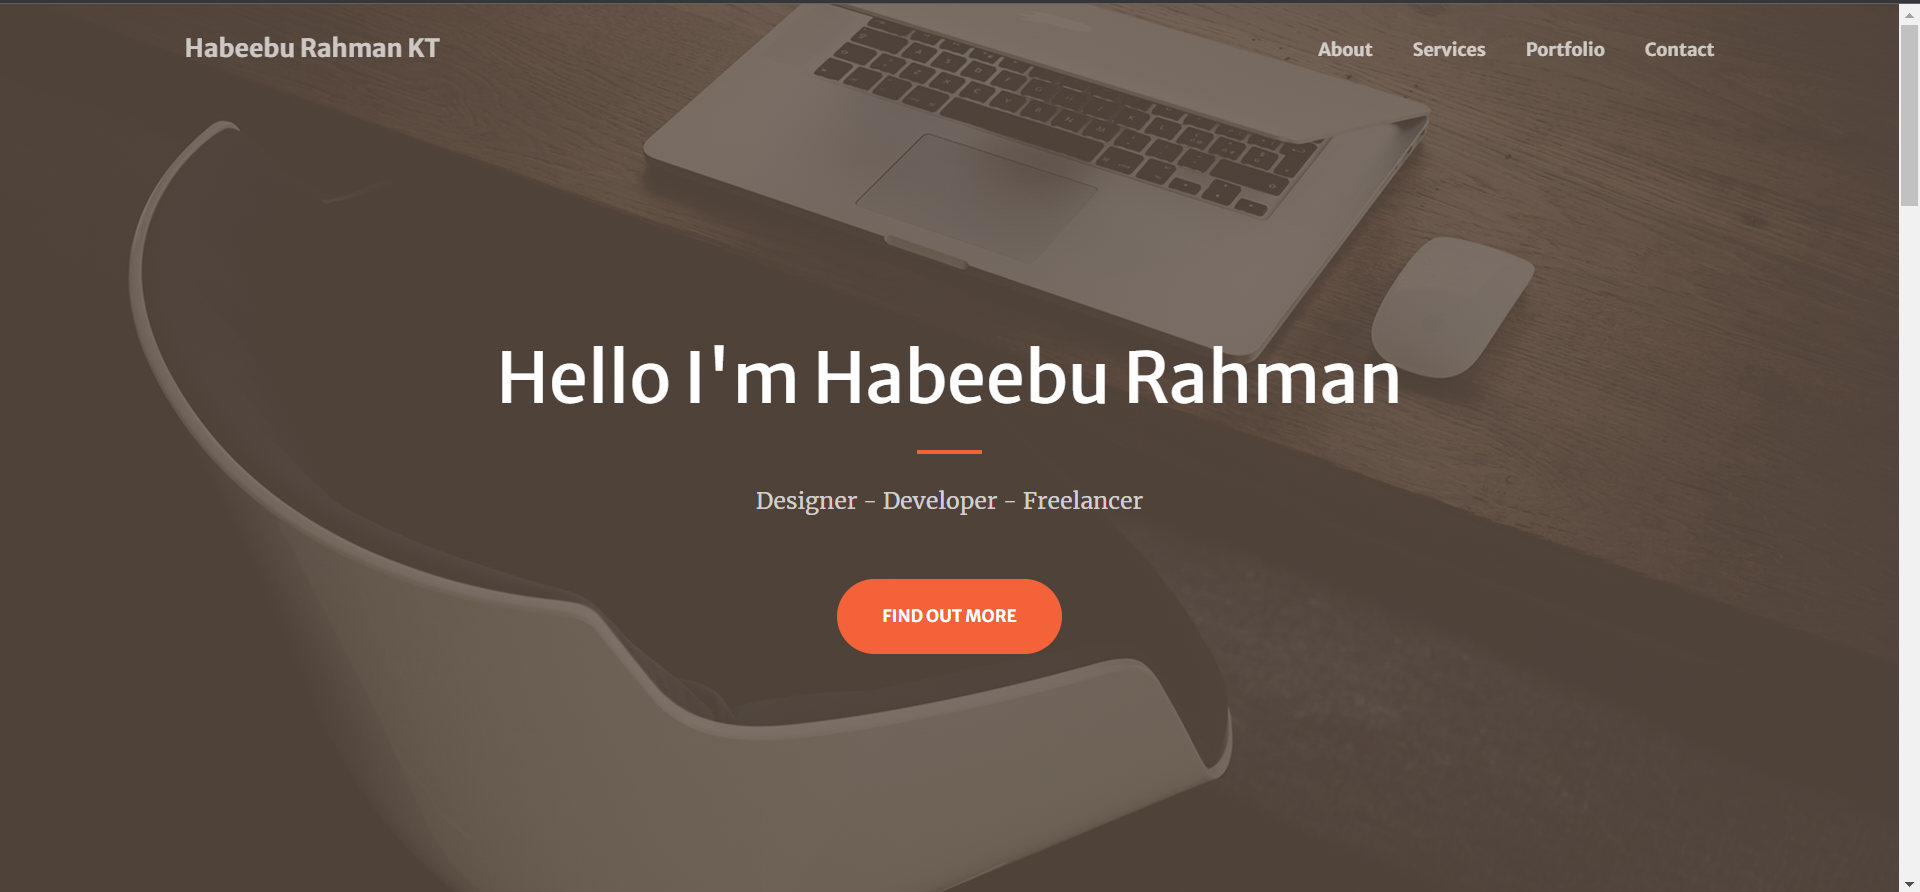 Habeebu Rahman KT
About Services Portfolio Contact
Hello I'm Habeebu Rahman
Designer - Developer - Freelancer
FIND OUT MORE